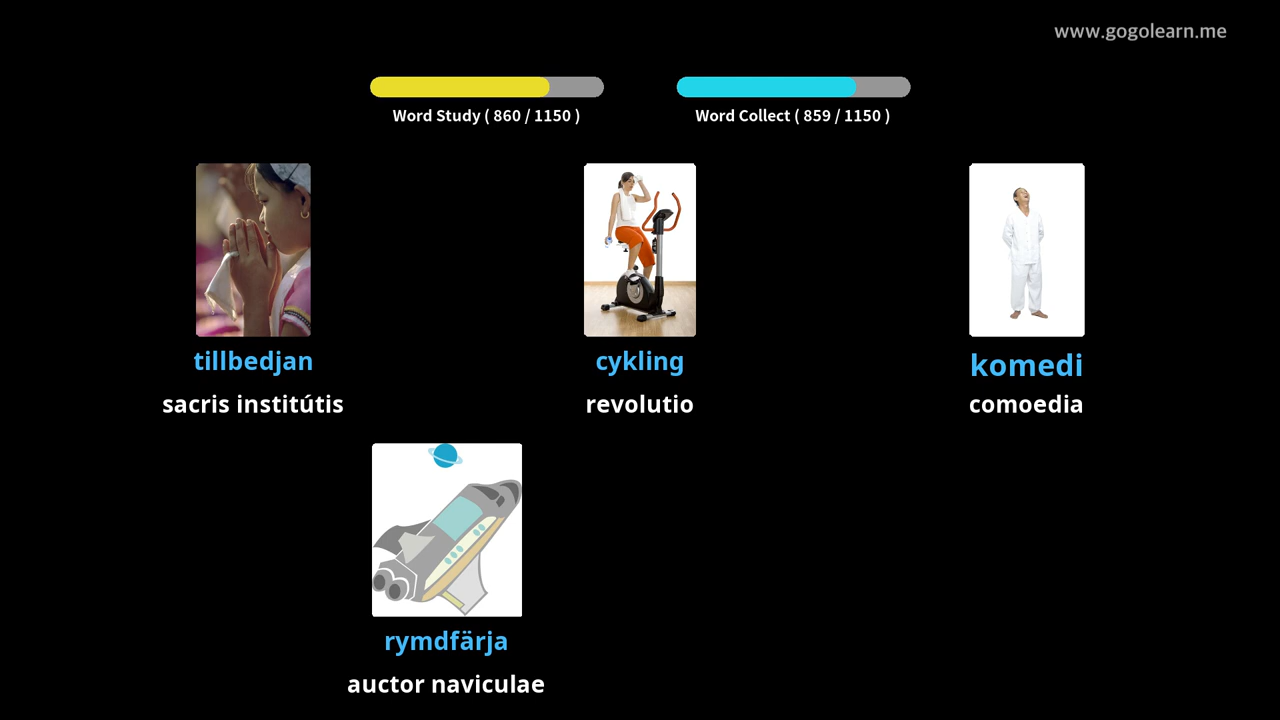 www.gogolearn.me
Word Study ( 860 / 1150 )
Word Collect ( 859 / 1150 )
tillbedjan
sacris institútis
cykling
revolutio
komedi
comoedia
rymdfärja
auctor naviculae